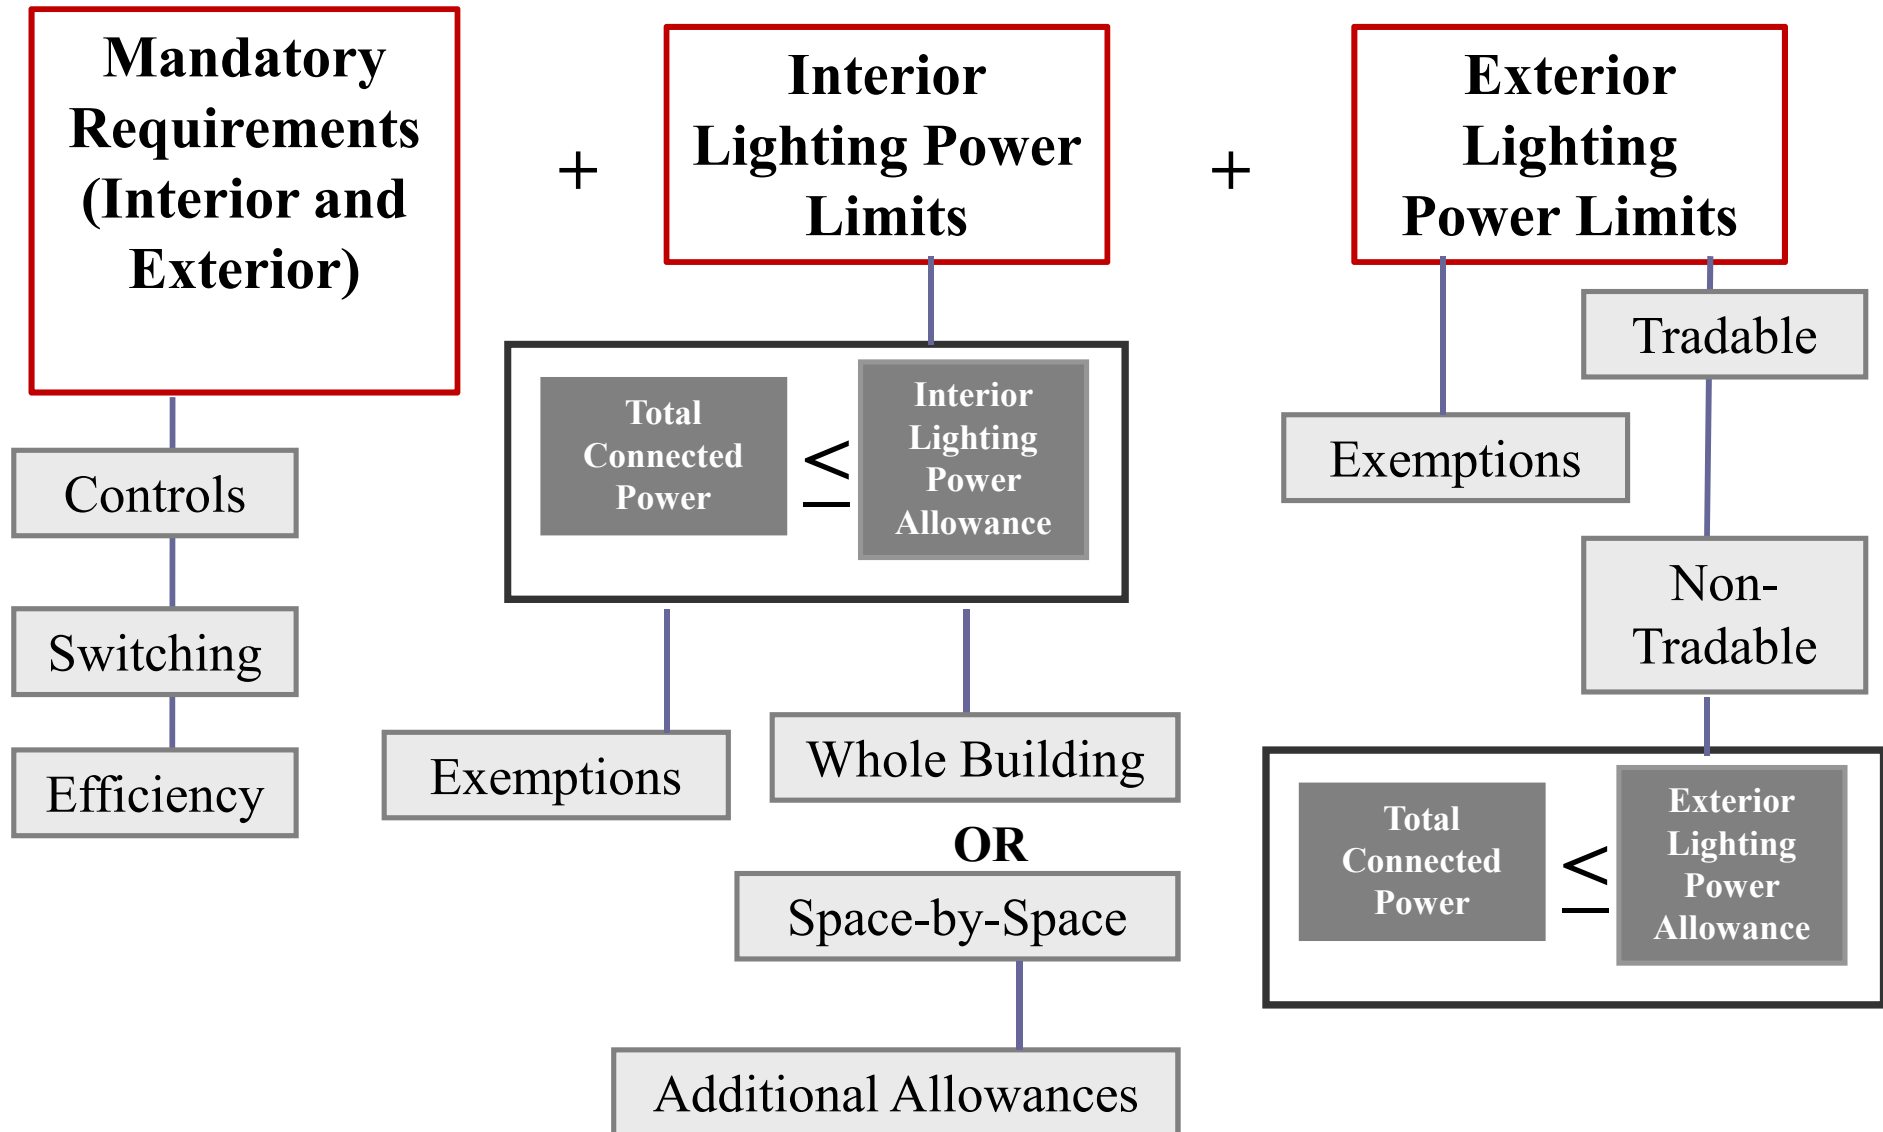 Mandatory
Requirements
(Interior and
Exterior)
+
Interior
Lighting Power
Limits
+
Exterior
Lighting
Power Limits
Controls
Switching
Efficiency
Total
Connected
Power
≤
Interior
Lighting
Power
Allowance
Exemptions
Whole Building
OR
Space-by-Space
Additional Allowances
Exemptions
Tradable
Non-
Tradable
Total
Connected
Power
≤
Exterior
Lighting
Power
Allowance